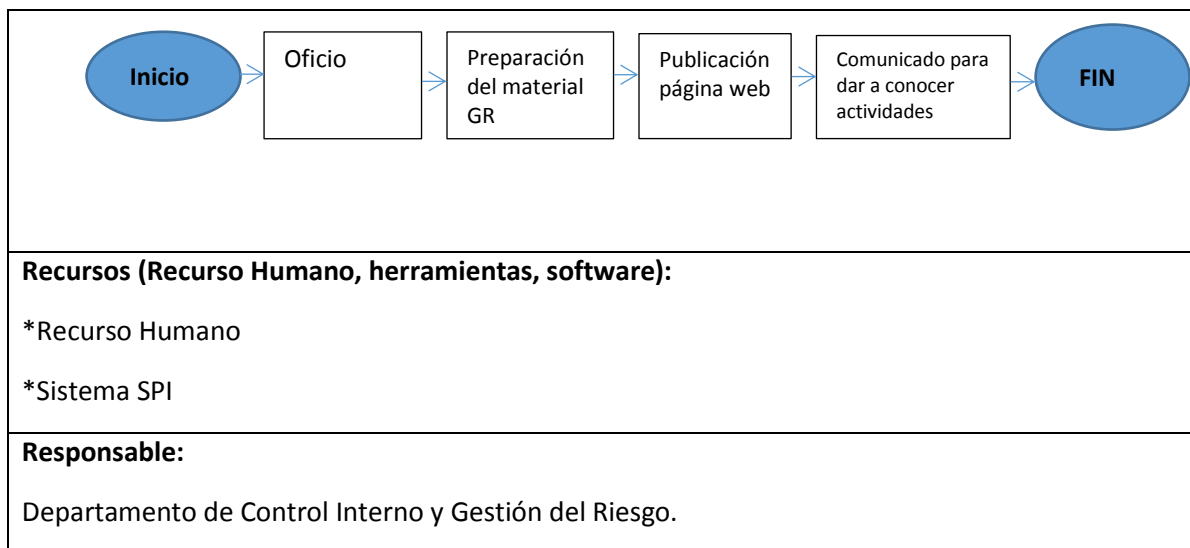 Inicio
Oficio
Preparación
del material
GR
Publicación
página web
Comunicado para
dar a conocer
actividades
FIN
Recursos (Recurso Humano, herramientas, software):
*Recurso Humano
*Sistema SPI
Responsable:
Departamento de Control Interno y Gestión del Riesgo.